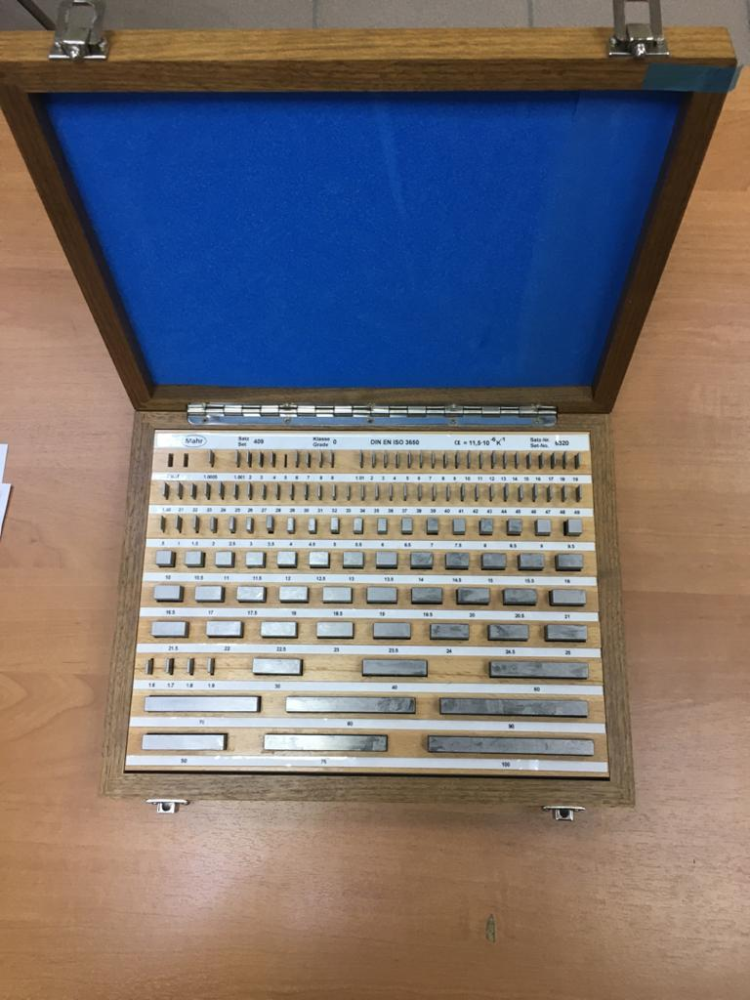 Mahr Satz Set 409 Klasse Grade 0 DIN EN ISO 3650 Œ± = 11,5·10⁻⁶ K⁻¹ Satz-Nr. Set-No. 6320
1.0005 1.001 2 3 4 5 6 7 8 9 1.01 2 3 4 5 6 7 8 9 10 11 12 13 14 15 16 17 18 19
1.20 21 22 23 24 25 26 27 28 29 30 31 32 33 34 35 36 37 38 39 40 41 42 43 44 45 46 47 48 49
.5 1 1.5 2 2.5 3 3.5 4 4.5 5 5.5 6 6.5 7 7.5 8 8.5 9 9.5
10 10.5 11 11.5 12 12.5 13 13.5 14 14.5 15 15.5 16
16.5 17 17.5 18 18.5 19 19.5 20 20.5 21
21.5 22 22.5 23 23.5 24 24.5 25
1.6 1.7 1.8 1.9 30 40 60
70 80 90
50 75 100